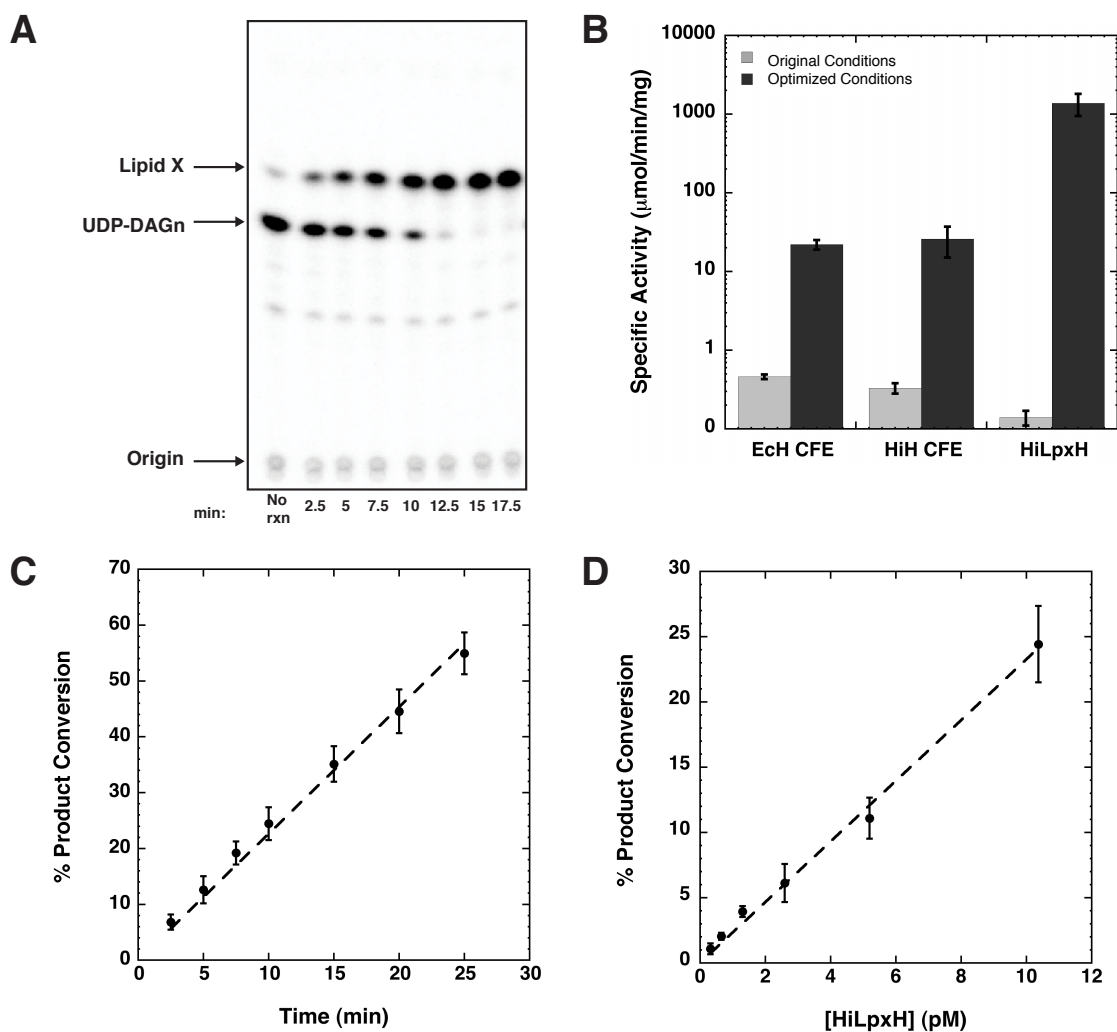 A
Lipid X
UDP-DAGn
Origin
min:
No rxn
2.5
5
7.5
10
12.5
15
17.5
B
10000
1000
100
10
1
0
Specific Activity (μmol/min/mg)
Original Conditions
Optimized Conditions
EcH CFE
HiH CFE
HiLpxH
C
70
60
50
40
30
20
10
0
% Product Conversion
0
5
10
15
20
25
30
Time (min)
D
30
25
20
15
10
5
0
% Product Conversion
0
2
4
6
8
10
12
[HiLpxH] (pM)